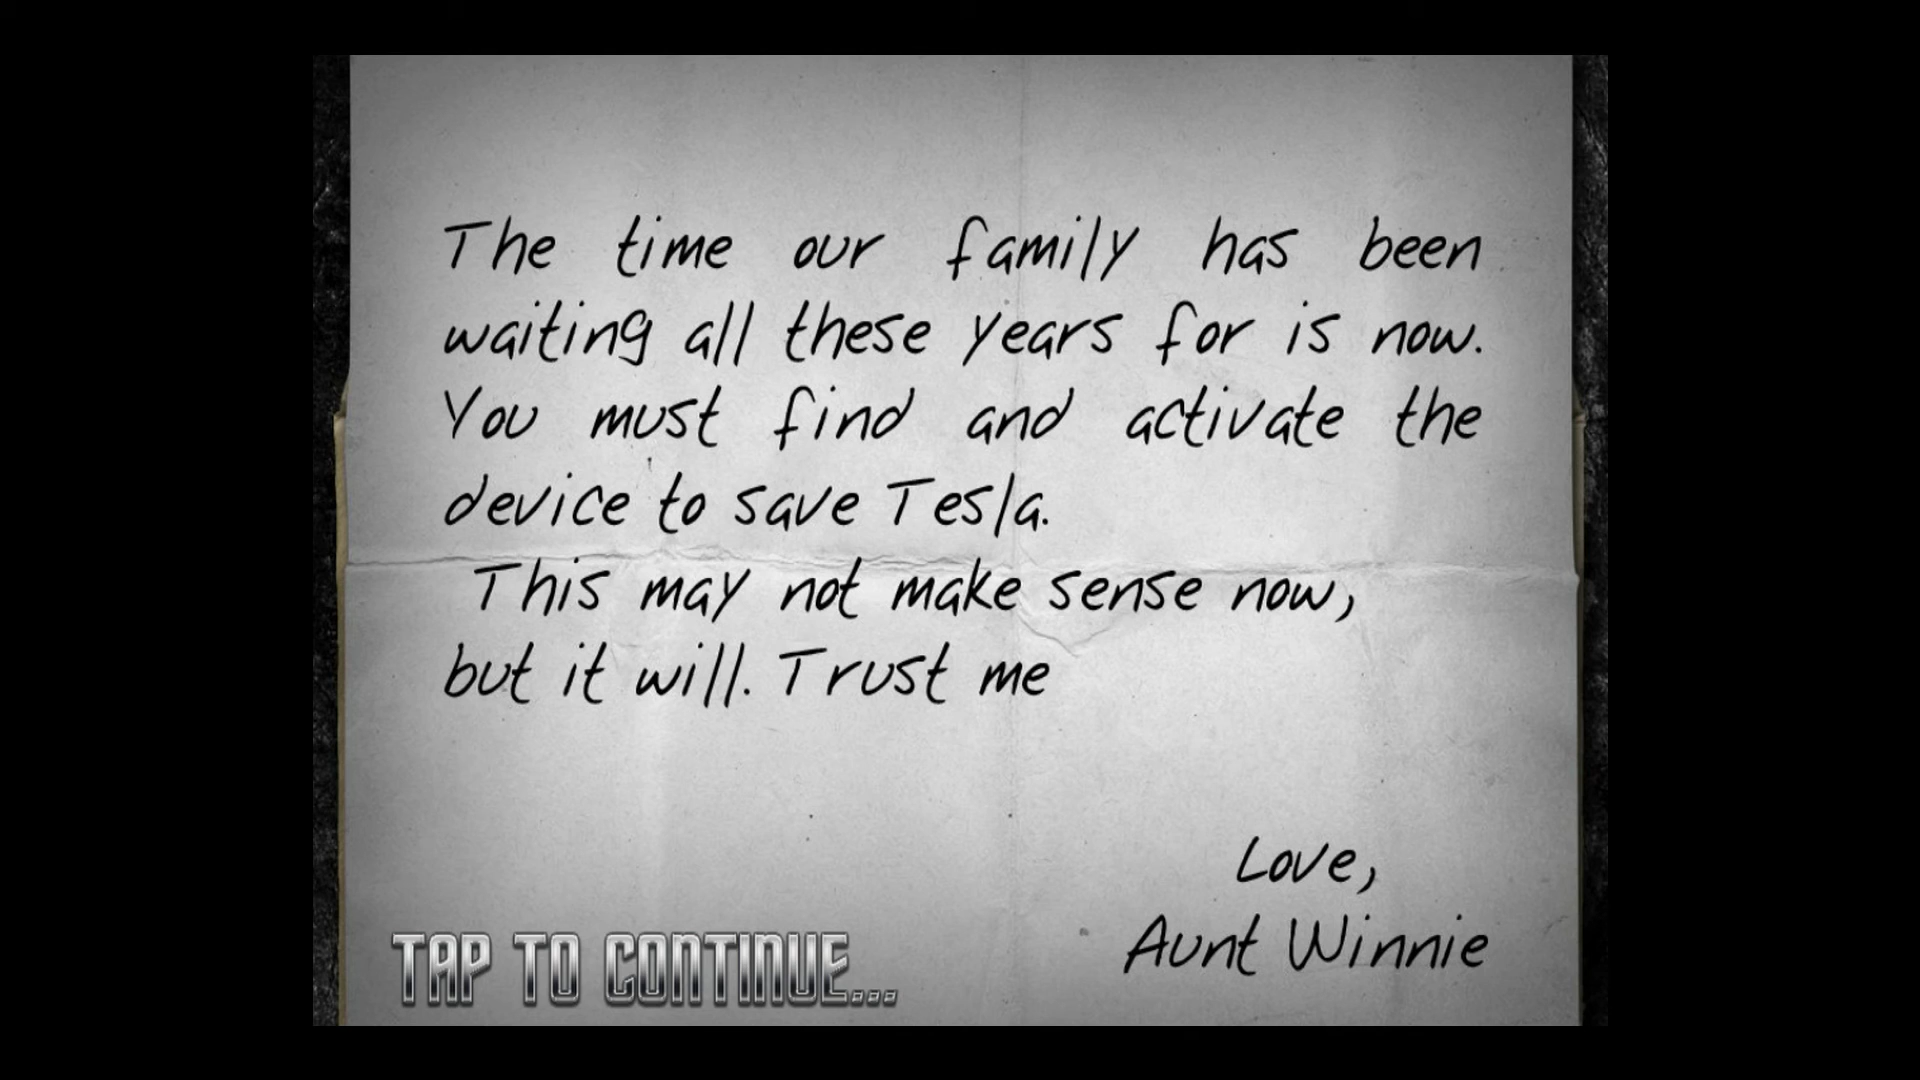 The time our family has been
waiting all these years for is now.
You must find and activate the
device to save Tesla.
This may not make sense now,
but it will. Trust me
Love,
Aunt Winnie
TAP TO CONTINUE...